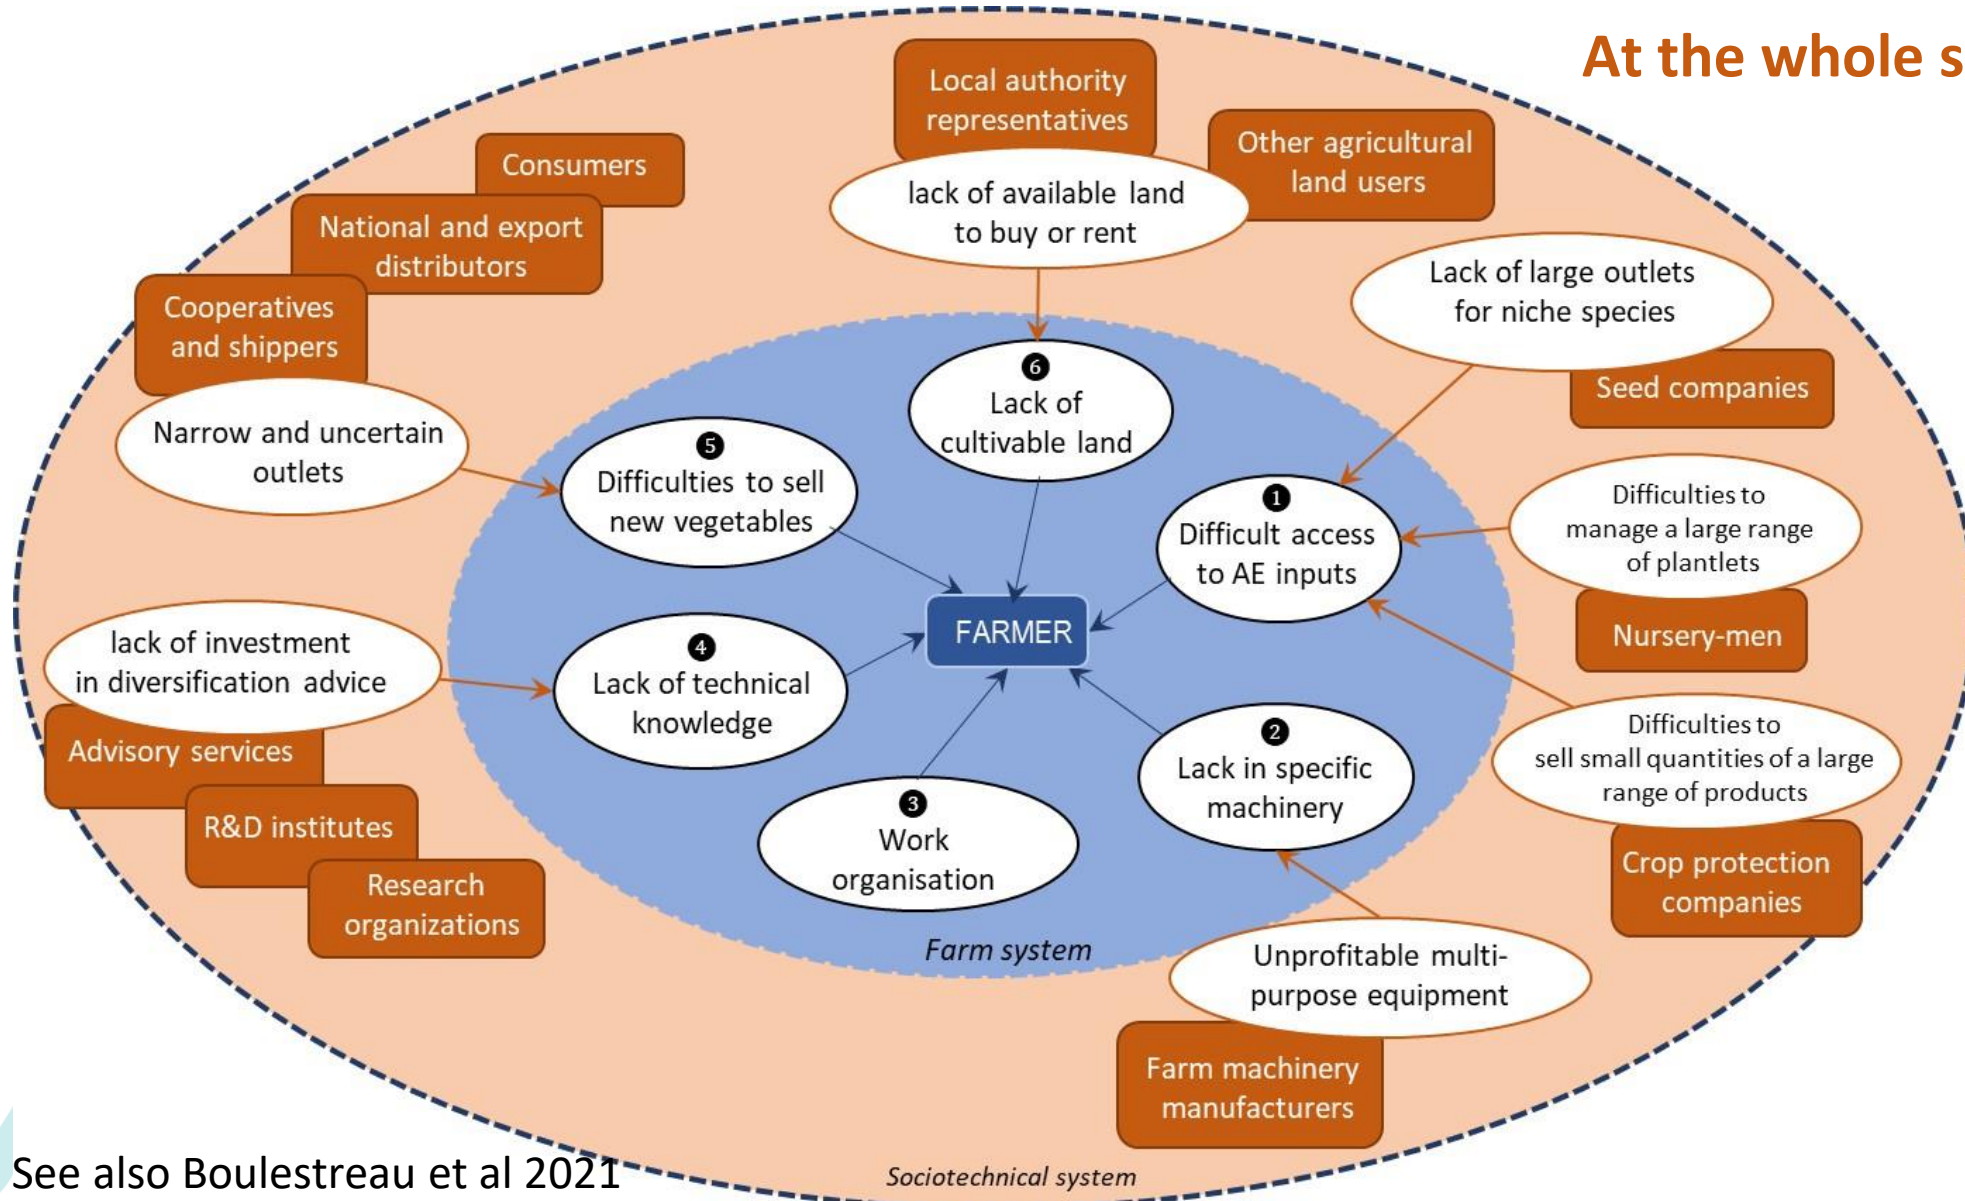 At the whole s
Local authority
representatives
Other agricultural
land users
Consumers
National and export
distributors
Cooperatives
and shippers
lack of available land
to buy or rent
Lack of large outlets
for niche species
Seed companies
Narrow and uncertain
outlets
❻
Lack of
cultivable land
❺
Difficulties to sell
new vegetables
❶
Difficult access
to AE inputs
Difficulties to
manage a large range
of plantlets
Nursery-men
FARMER
lack of investment
in diversification advice
❹
Lack of technical
knowledge
Advisory services
R&D institutes
Research
organizations
❸
Work
organisation
❷
Lack in specific
machinery
Difficulties to
sell small quantities of a large
range of products
Crop protection
companies
Farm system
Unprofitable multi-
purpose equipment
Farm machinery
manufacturers
See also Boulestreau et al 2021
Sociotechnical system